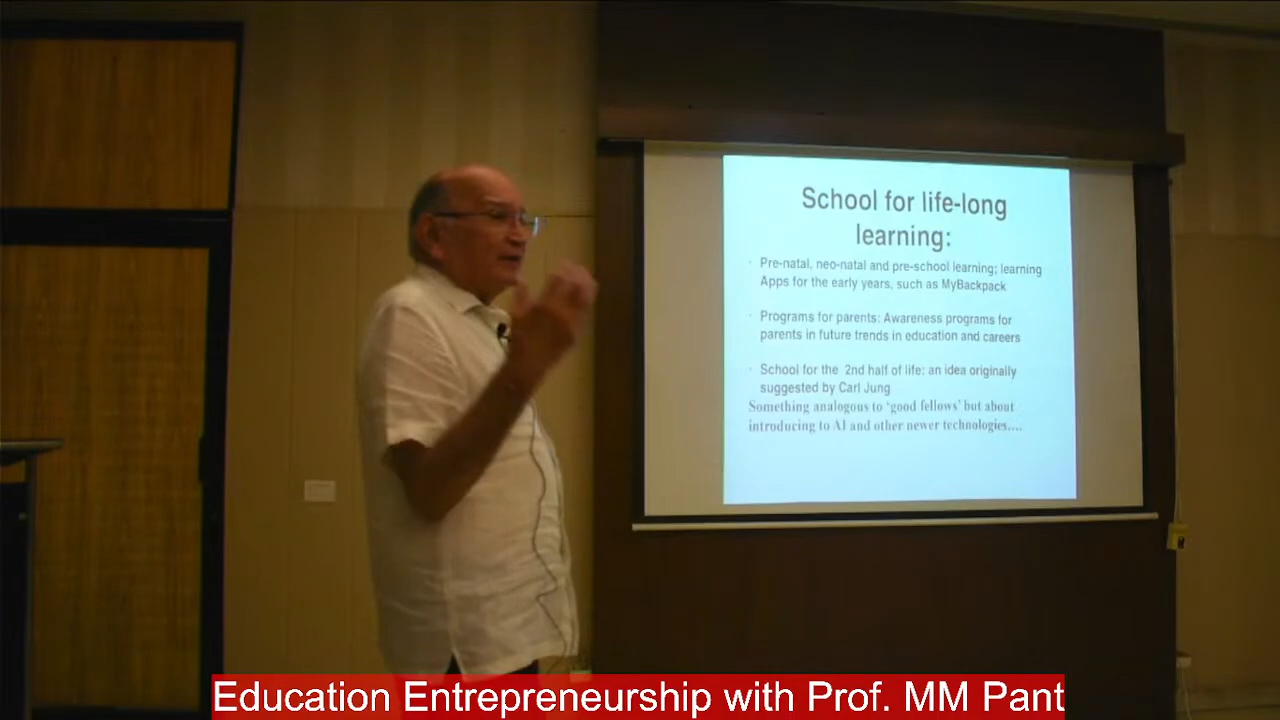 School for life-long
learning:
· Pre-natal, neo-natal and pre-school learning; learning
Apps for the early years, such as MyBackpack
· Programs for parents: Awareness programs for
parents in future trends in education and careers
· School for the 2nd half of life: an idea originally
suggested by Carl Jung
Something analogous to ‘good fellows’ but about
introducing to AI and other newer technologies....
Education Entrepreneurship with Prof. MM Pant